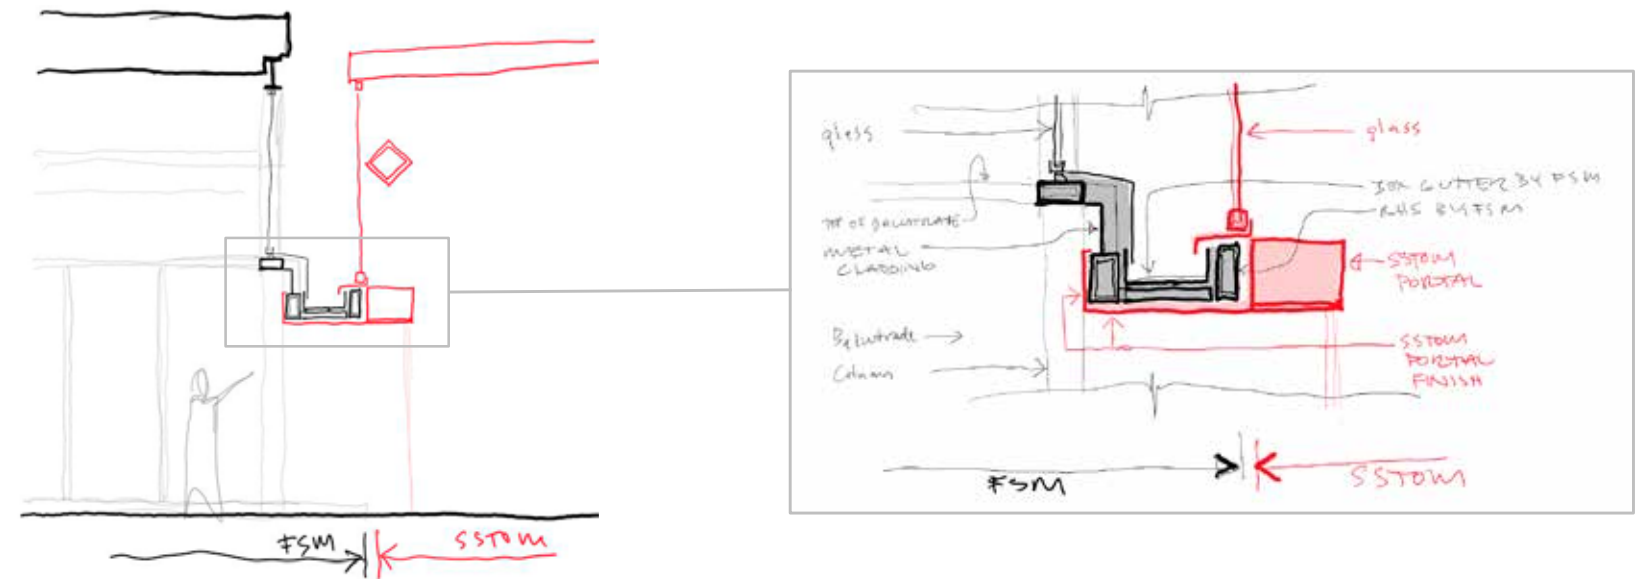 FSM
SSTOM
glass
glass
BOX GUTTER BY FSM
RHS BY FSM
TOP OF BALUSTRADE
METAL
CLADDING
SSTOM
PORTAL
Balustrade
Column
SSTOM
PORTAL
FINISH
FSM
SSTOM